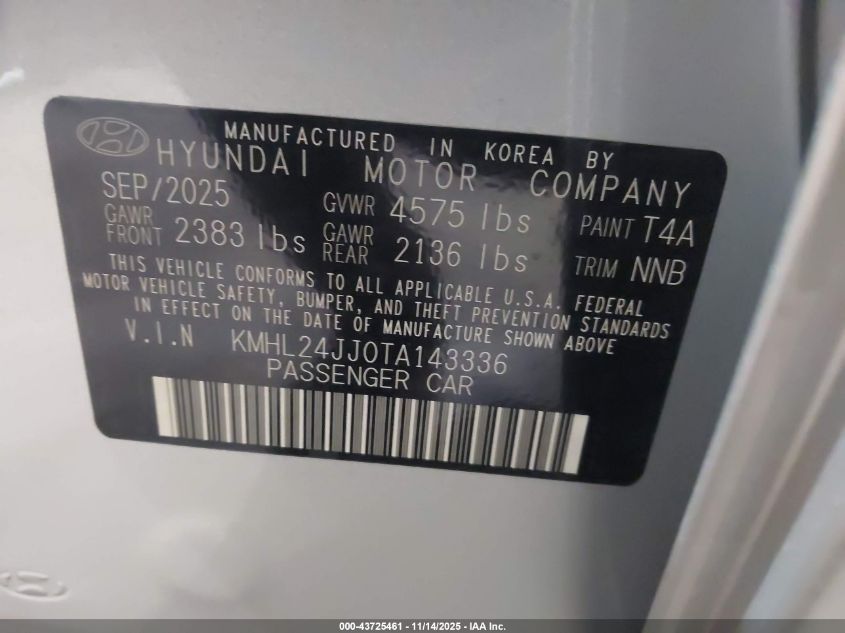 MANUFACTURED IN KOREA BY
HYUNDAI MOTOR COMPANY
SEP/2025 GVWR 4575 lbs PAINT T4A
GAWR FRONT 2383 lbs GAWR REAR 2136 lbs TRIM NNB
THIS VEHICLE CONFORMS TO ALL APPLICABLE U.S.A. FEDERAL
MOTOR VEHICLE SAFETY, BUMPER, AND THEFT PREVENTION STANDARDS
IN EFFECT ON THE DATE OF MANUFACTURE SHOWN ABOVE
V.I.N KMHL24JJ0TA143336
PASSENGER CAR
000-43725461 - 11/14/2025 - IAA Inc.